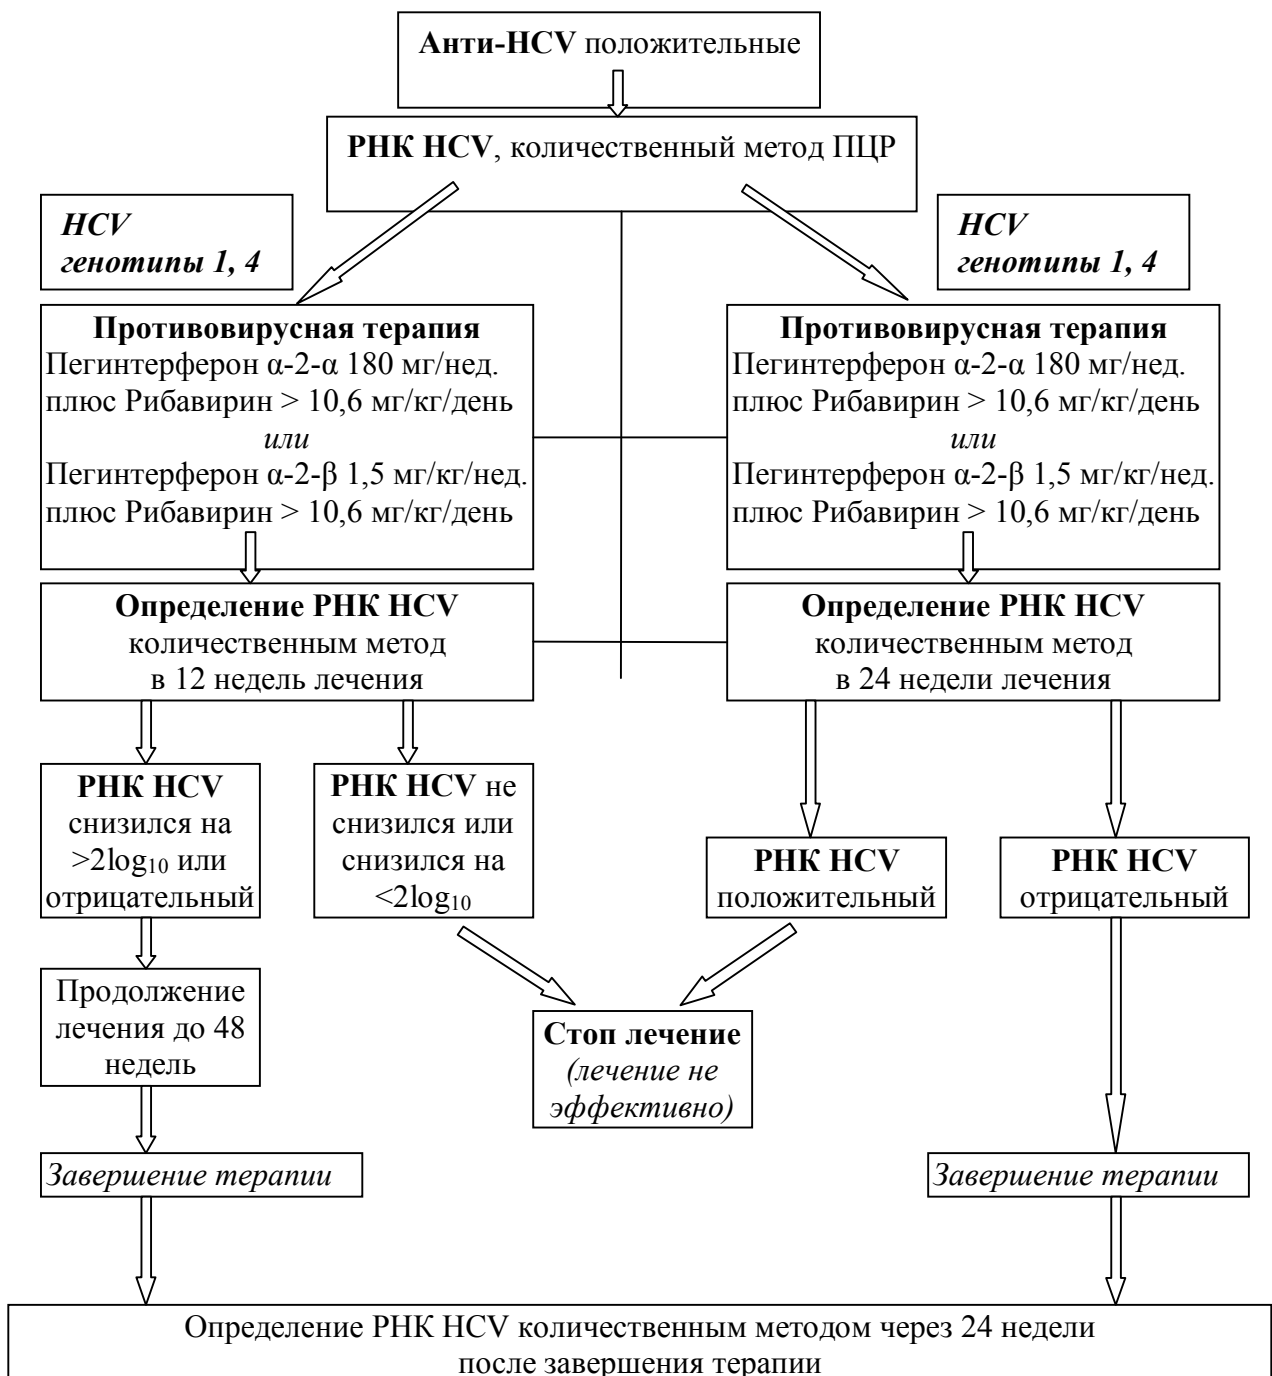 Анти-HCV положительные
РНК HCV, количественный метод ПЦР
HCV
генотипы 1, 4
HCV
генотипы 1, 4
Противовирусная терапия
Пегинтерферон α-2-α 180 мг/нед.
плюс Рибавирин > 10,6 мг/кг/день
или
Пегинтерферон α-2-β 1,5 мг/кг/нед.
плюс Рибавирин > 10,6 мг/кг/день
Противовирусная терапия
Пегинтерферон α-2-α 180 мг/нед.
плюс Рибавирин > 10,6 мг/кг/день
или
Пегинтерферон α-2-β 1,5 мг/кг/нед.
плюс Рибавирин > 10,6 мг/кг/день
Определение РНК HCV
количественным метод
в 12 недель лечения
Определение РНК HCV
количественным метод
в 24 недели лечения
РНК HCV
снизился на
>2log₁₀ или
отрицательный
РНК HCV не
снизился или
снизился на
<2log₁₀
РНК HCV
положительный
РНК HCV
отрицательный
Продолжение
лечения до 48
недель
Стоп лечение
(лечение не
эффективно)
Завершение терапии
Завершение терапии
Определение РНК HCV количественным методом через 24 недели
после завершения терапии